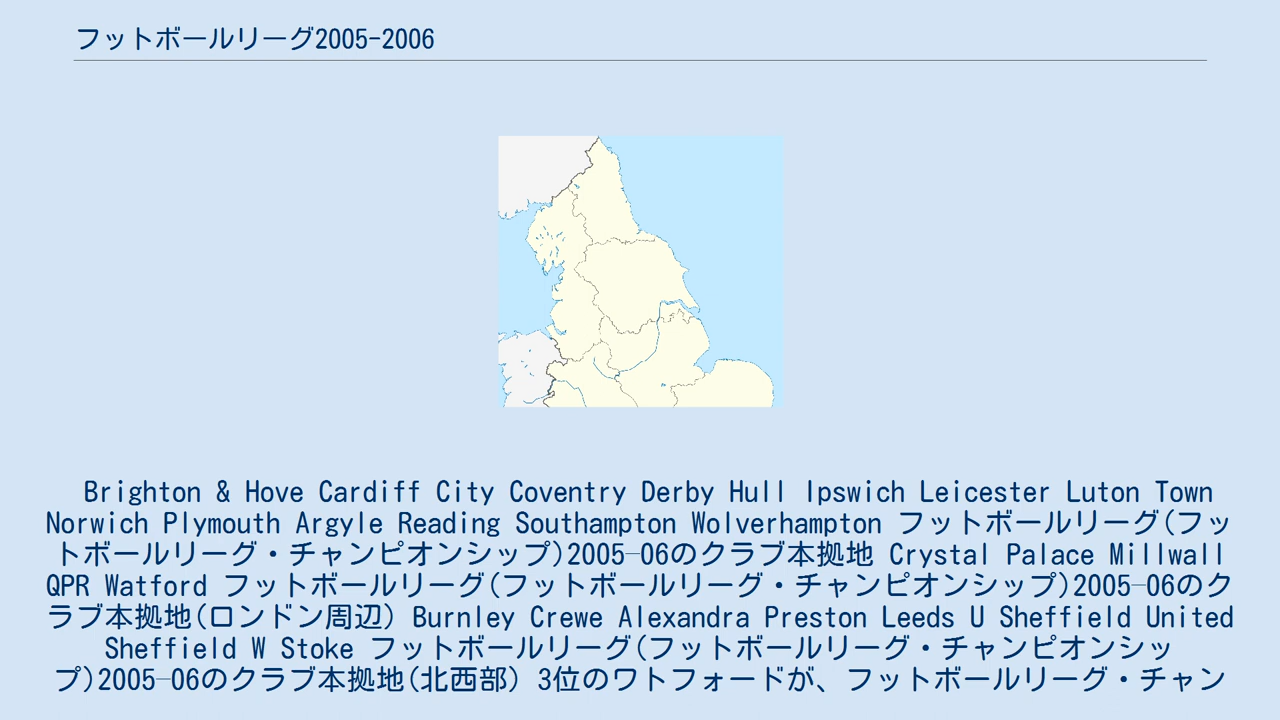 フットボールリーグ2005-2006
Brighton & Hove Cardiff City Coventry Derby Hull Ipswich Leicester Luton Town
Norwich Plymouth Argyle Reading Southampton Wolverhampton フットボールリーグ(フッ
トボールリーグ・チャンピオンシップ)2005–06のクラブ本拠地 Crystal Palace Millwall
QPR Watford フットボールリーグ(フットボールリーグ・チャンピオンシップ)2005–06のク
ラブ本拠地(ロンドン周辺) Burnley Crewe Alexandra Preston Leeds U Sheffield United
Sheffield W Stoke フットボールリーグ(フットボールリーグ・チャンピオンシッ
プ)2005–06のクラブ本拠地(北西部) 3位のワトフォードが、フットボールリーグ・チャン